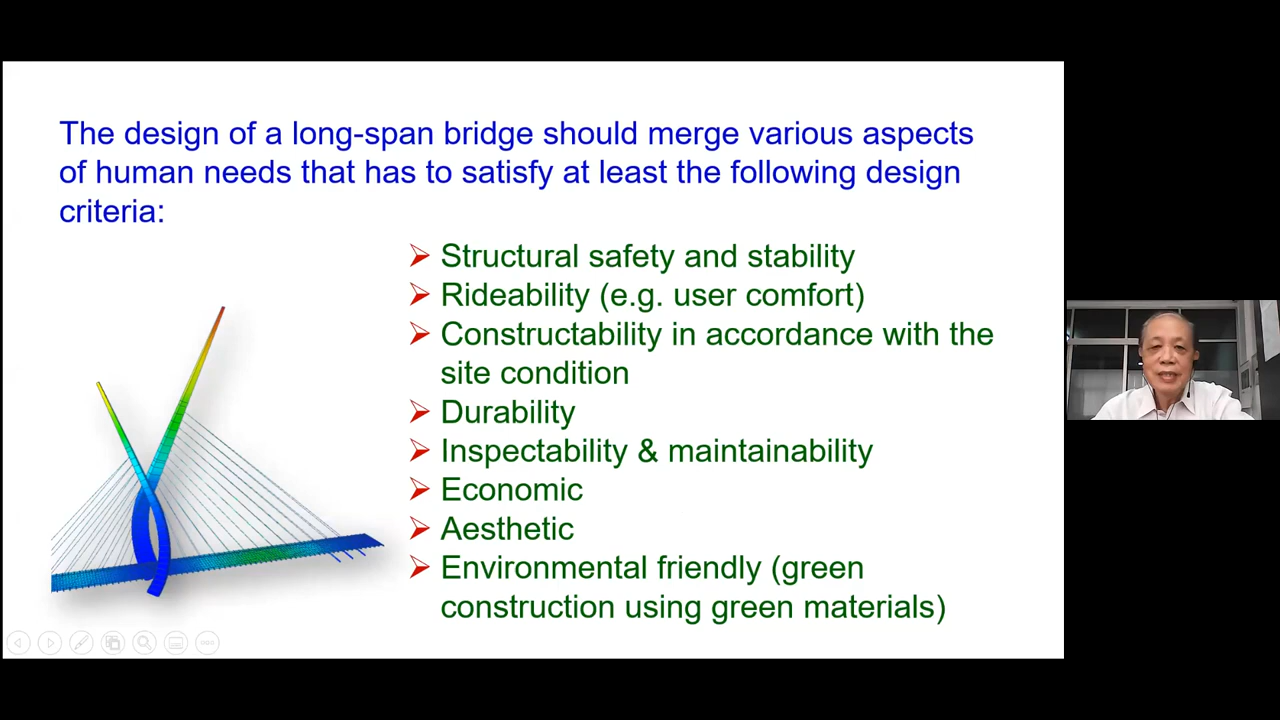 The design of a long-span bridge should merge various aspects
of human needs that has to satisfy at least the following design
criteria:
Structural safety and stability
Rideability (e.g. user comfort)
Constructability in accordance with the
site condition
Durability
Inspectability & maintainability
Economic
Aesthetic
Environmental friendly (green
construction using green materials)